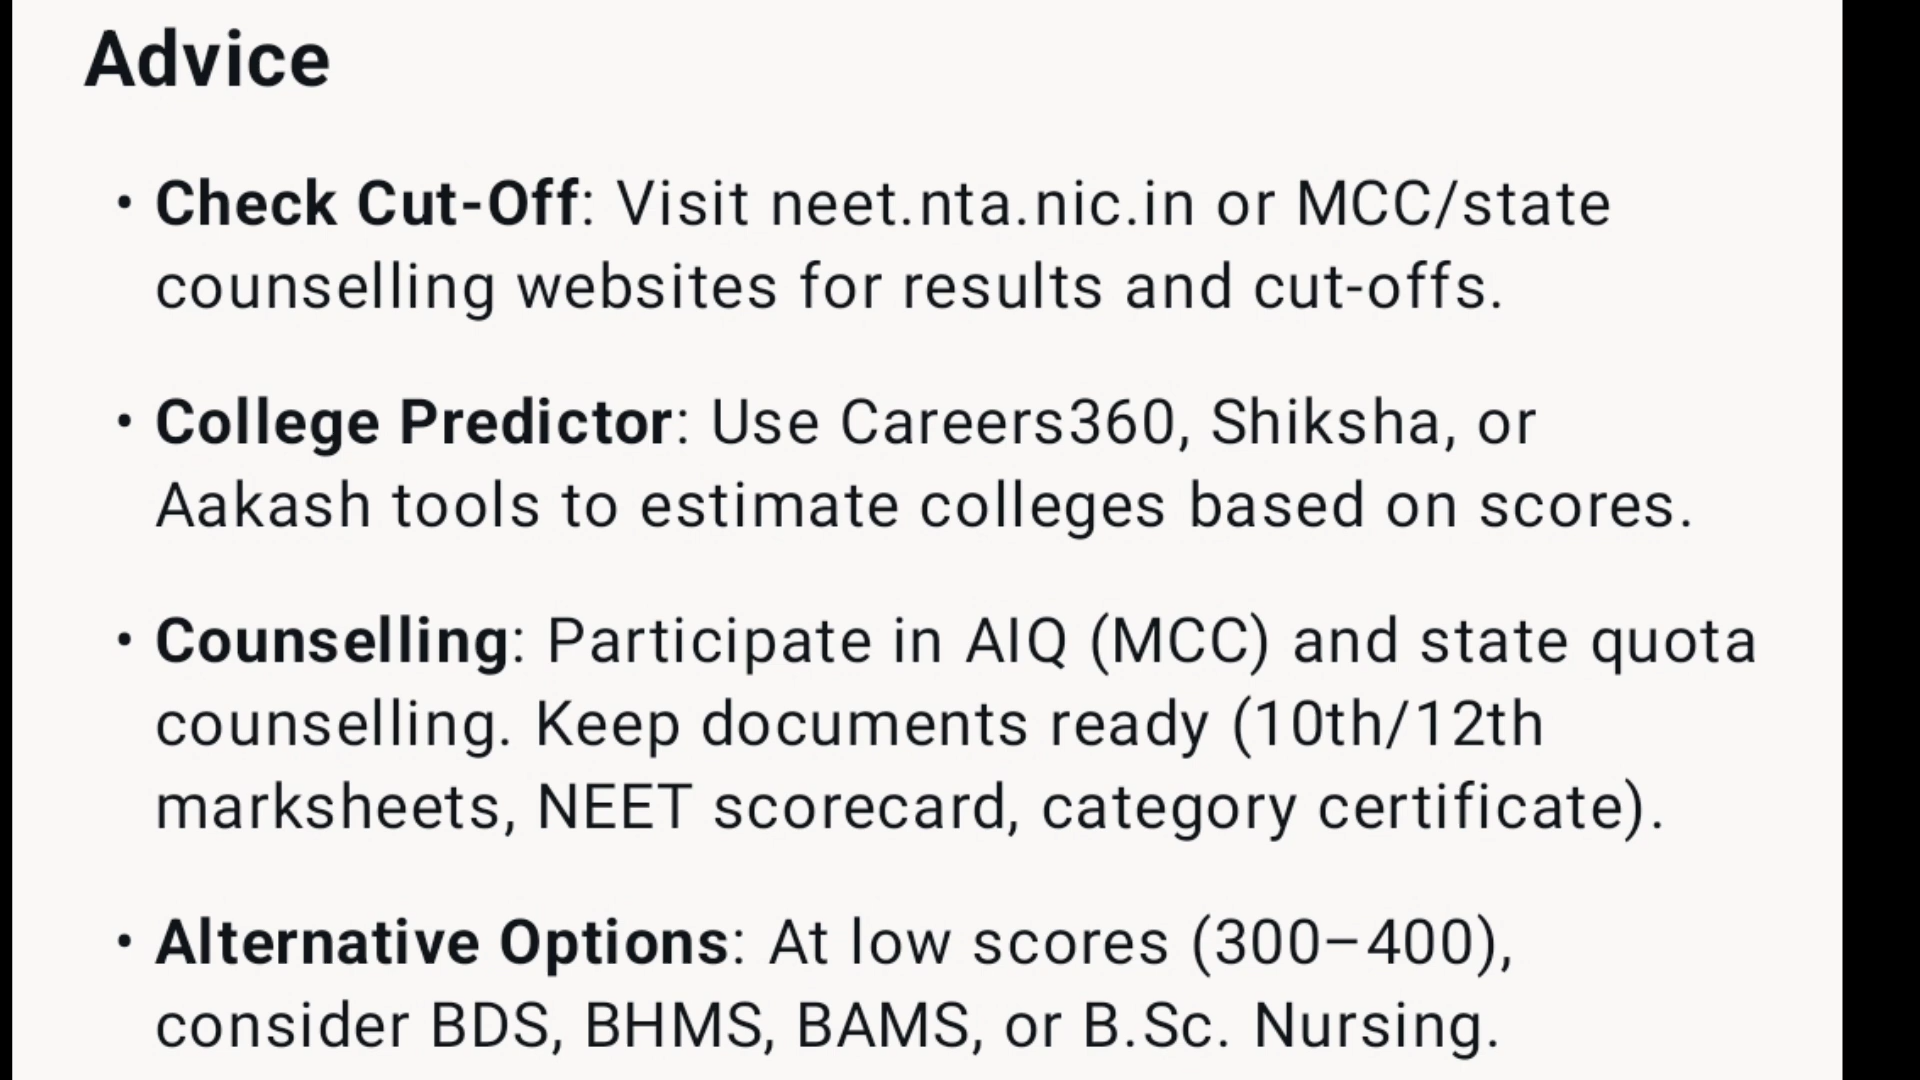 Advice
• Check Cut-Off: Visit neet.nta.nic.in or MCC/state
counselling websites for results and cut-offs.
• College Predictor: Use Careers360, Shiksha, or
Aakash tools to estimate colleges based on scores.
• Counselling: Participate in AIQ (MCC) and state quota
counselling. Keep documents ready (10th/12th
marksheets, NEET scorecard, category certificate).
• Alternative Options: At low scores (300–400),
consider BDS, BHMS, BAMS, or B.Sc. Nursing.